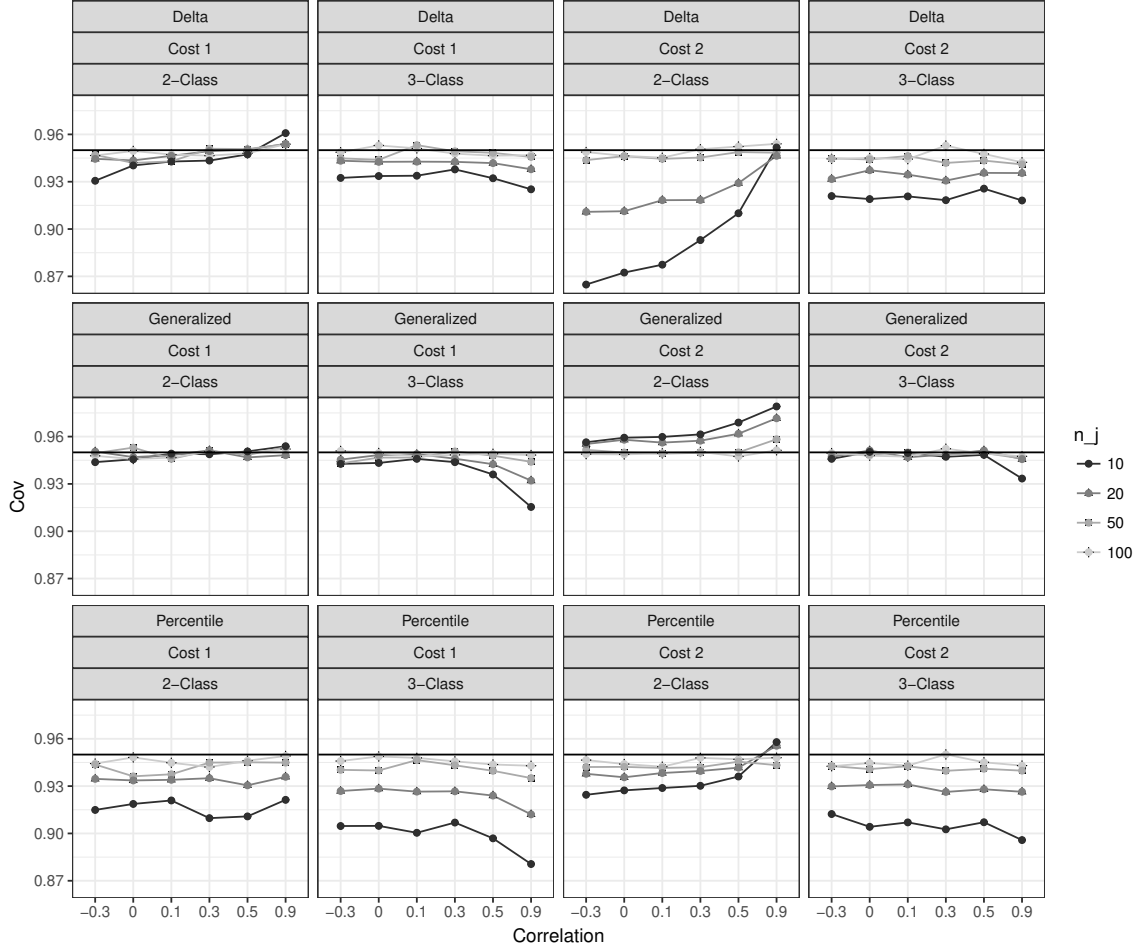 Delta Delta Delta Delta
Cost 1 Cost 1 Cost 2 Cost 2
2−Class 3−Class 2−Class 3−Class
0.96
0.93
0.90
0.87
Generalized Generalized Generalized Generalized
Cost 1 Cost 1 Cost 2 Cost 2
2−Class 3−Class 2−Class 3−Class
0.96
0.93
0.90
0.87
Cov
n_j
10
20
50
100
Percentile Percentile Percentile Percentile
Cost 1 Cost 1 Cost 2 Cost 2
2−Class 3−Class 2−Class 3−Class
0.96
0.93
0.90
0.87
−0.3 0 0.1 0.3 0.5 0.9 −0.3 0 0.1 0.3 0.5 0.9 −0.3 0 0.1 0.3 0.5 0.9 −0.3 0 0.1 0.3 0.5 0.9
Correlation